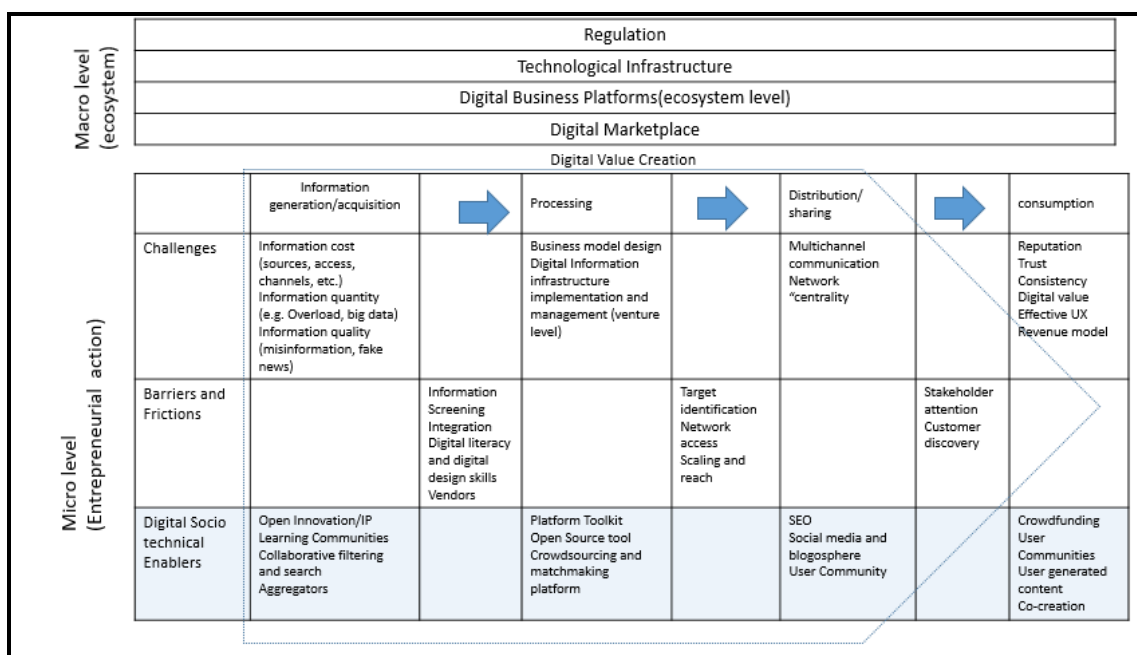 Macro level
(ecosystem)
Regulation
Technological Infrastructure
Digital Business Platforms(ecosystem level)
Digital Marketplace
Digital Value Creation
Micro level
(Entrepreneurial action)
Information
generation/acquisition
Processing
Distribution/
sharing
consumption
Challenges
Information cost
(sources, access,
channels, etc.)
Information quantity
(e.g. Overload, big data)
Information quality
(misinformation, fake
news)
Business model design
Digital Information
infrastructure
implementation and
management (venture
level)
Multichannel
communication
Network
“centrality
Reputation
Trust
Consistency
Digital value
Effective UX
Revenue model
Barriers and
Frictions
Information
Screening
Integration
Digital literacy
and digital
design skills
Vendors
Target
identification
Network
access
Scaling and
reach
Stakeholder
attention
Customer
discovery
Digital Socio
technical
Enablers
Open Innovation/IP
Learning Communities
Collaborative filtering
and search
Aggregators
Platform Toolkit
Open Source tool
Crowdsourcing and
matchmaking
platform
SEO
Social media and
blogosphere
User Community
Crowdfunding
User
Communities
User generated
content
Co-creation